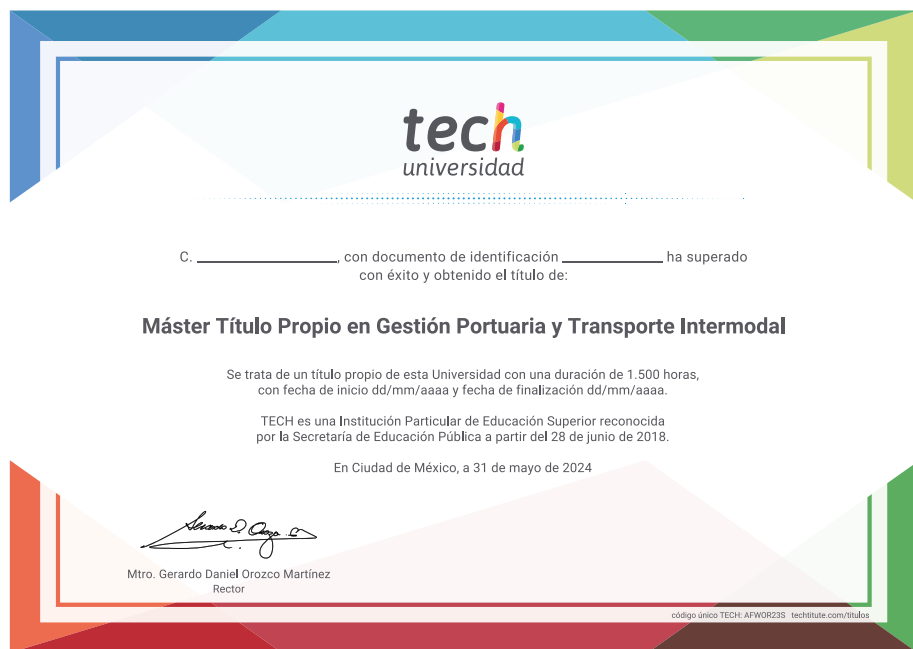 tech
universidad
C. ____________, con documento de identificación ____________ ha superado
con éxito y obtenido el título de:
Máster Título Propio en Gestión Portuaria y Transporte Intermodal
Se trata de un título propio de esta Universidad con una duración de 1.500 horas,
con fecha de inicio dd/mm/aaaa y fecha de finalización dd/mm/aaaa.
TECH es una Institución Particular de Educación Superior reconocida
por la Secretaría de Educación Pública a partir del 28 de junio de 2018.
En Ciudad de México, a 31 de mayo de 2024
Mtro. Gerardo Daniel Orozco Martínez
Rector
código único TECH: AFWOR23S techtitute.com/titulos